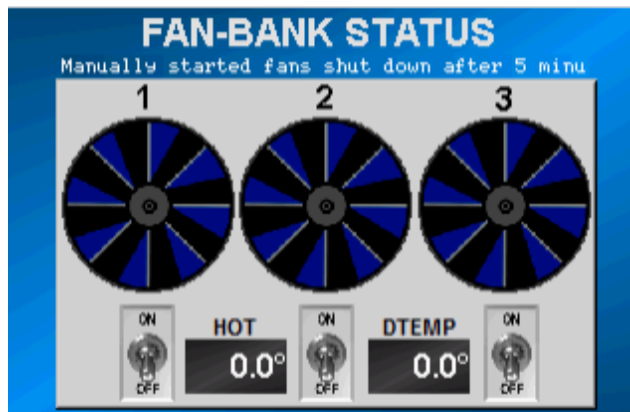 FAN-BANK STATUS
Manually started fans shut down after 5 minu
1 2 3
ON HOT ON DTEMP ON
0.0° 0.0°
OFF OFF OFF